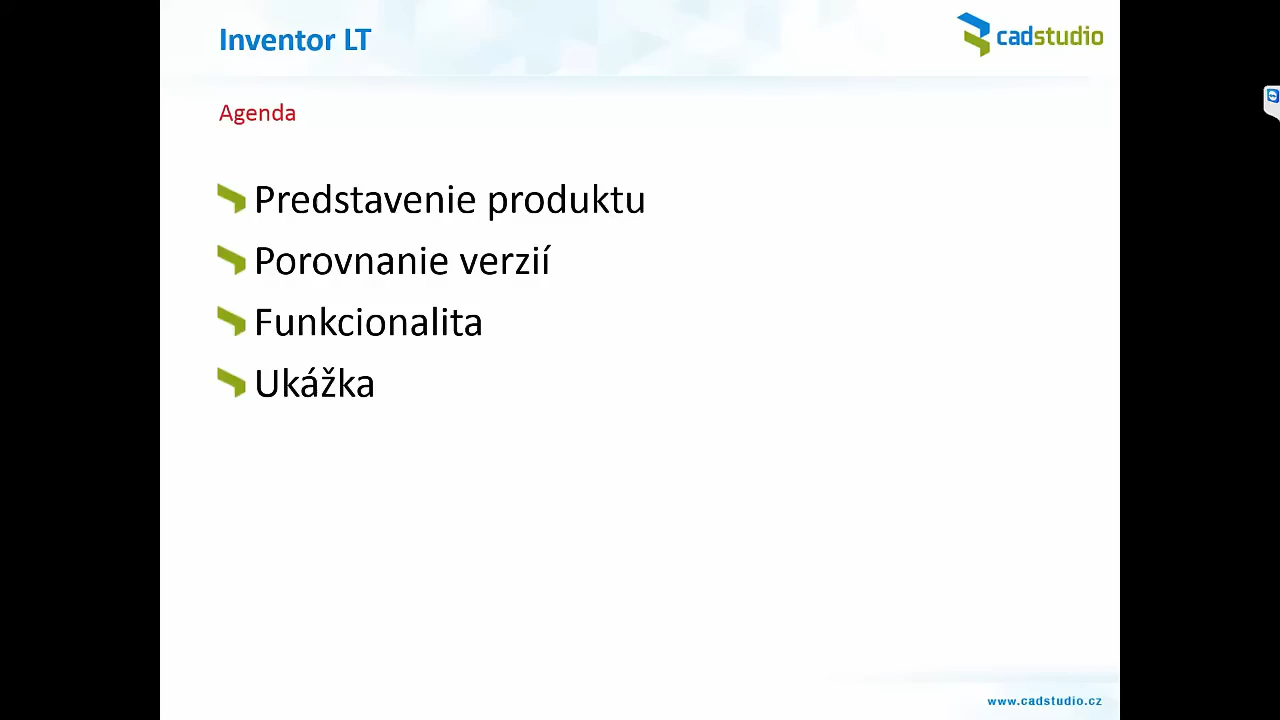 Inventor LT
cadstudio
Agenda
Predstavenie produktu
Porovnanie verzií
Funkcionalita
Ukážka
www.cadstudio.cz